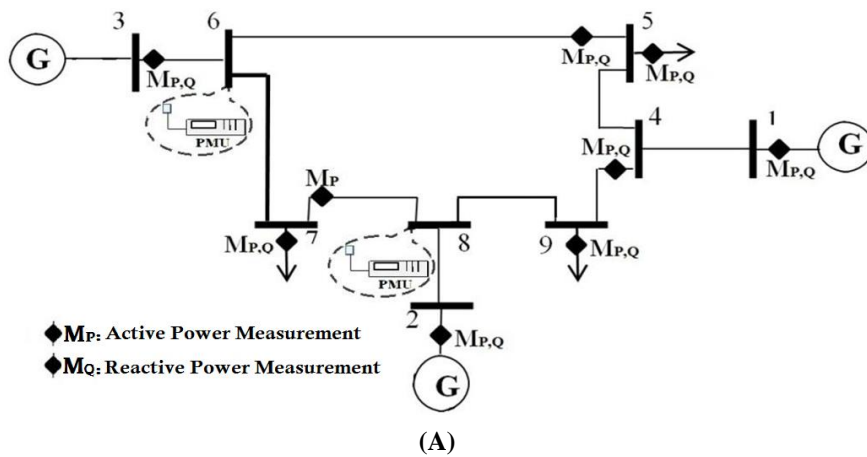 3
6
5
G
MP,Q
MP,Q
MP,Q
PMU
4
1
MP,Q
G
MP
MP,Q
MP,Q
7
8
9
MP,Q
PMU
2
MP,Q
G
MP: Active Power Measurement
MQ: Reactive Power Measurement
(A)